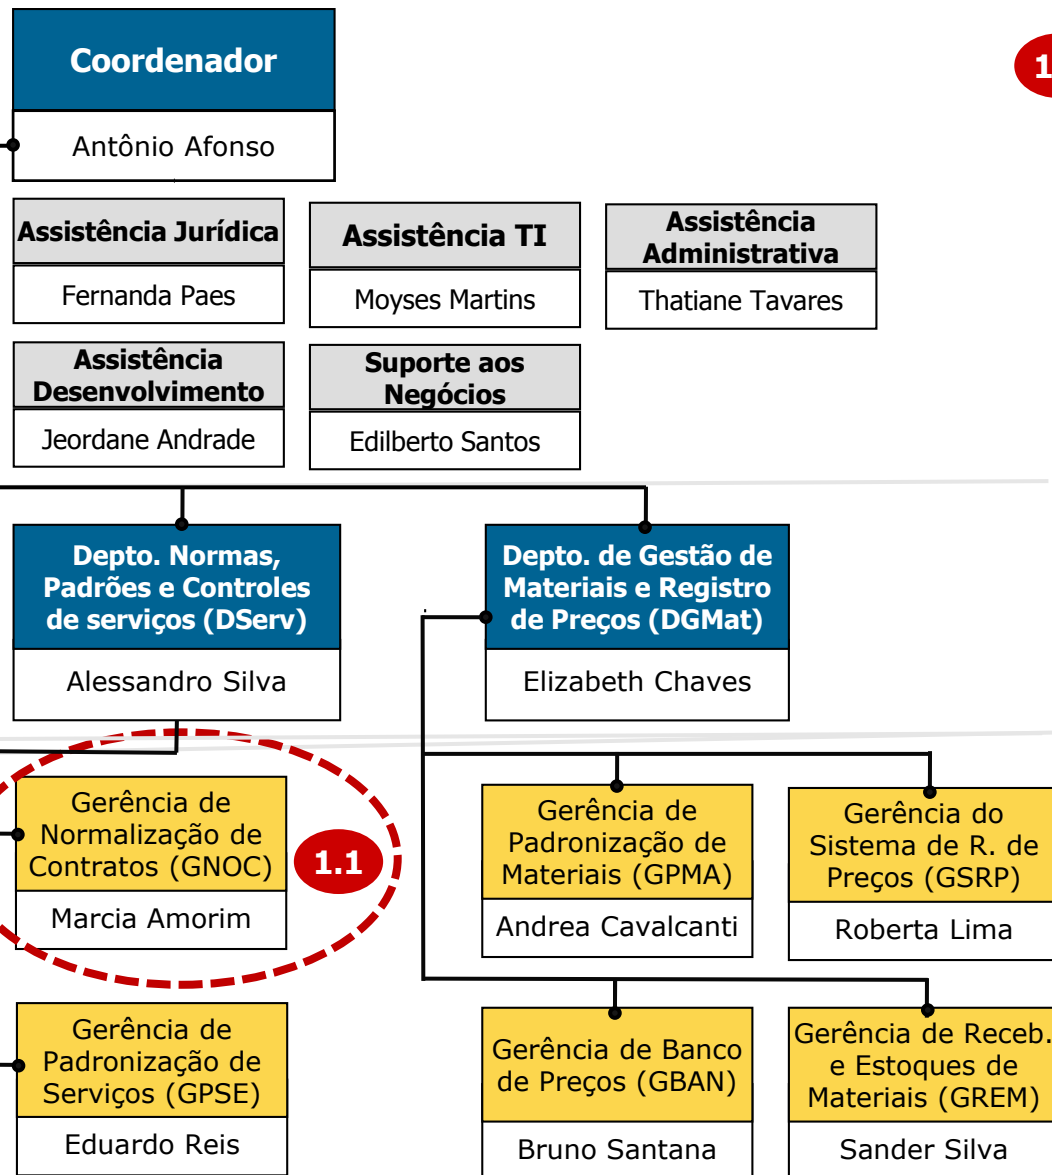 Coordenador
1
Antônio Afonso
Assistência Jurídica
Fernanda Paes
Assistência TI
Moyses Martins
Assistência
Administrativa
Thatiane Tavares
Assistência
Desenvolvimento
Jeordane Andrade
Suporte aos
Negócios
Edilberto Santos
Depto. Normas,
Padrões e Controles
de serviços (DServ)
Alessandro Silva
Depto. de Gestão de
Materiais e Registro
de Preços (DGMat)
Elizabeth Chaves
Gerência de
Normalização de
Contratos (GNOC)
Marcia Amorim
1.1
Gerência de
Padronização de
Materiais (GPMA)
Andrea Cavalcanti
Gerência do
Sistema de R. de
Preços (GSRP)
Roberta Lima
Gerência de
Padronização de
Serviços (GPSE)
Eduardo Reis
Gerência de Banco
de Preços (GBAN)
Bruno Santana
Gerência de Receb.
e Estoques de
Materiais (GREM)
Sander Silva